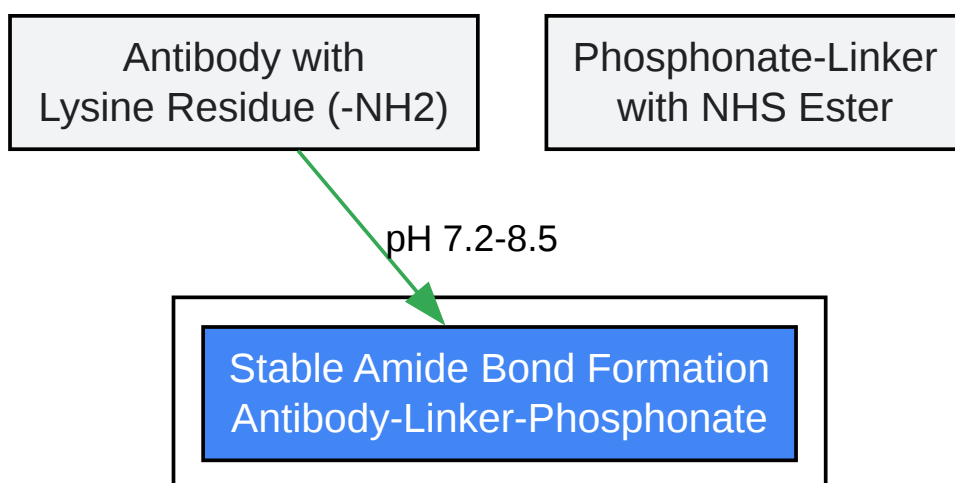 Antibody with
Lysine Residue (-NH2)
Phosphonate-Linker
with NHS Ester
pH 7.2-8.5
Stable Amide Bond Formation
Antibody-Linker-Phosphonate